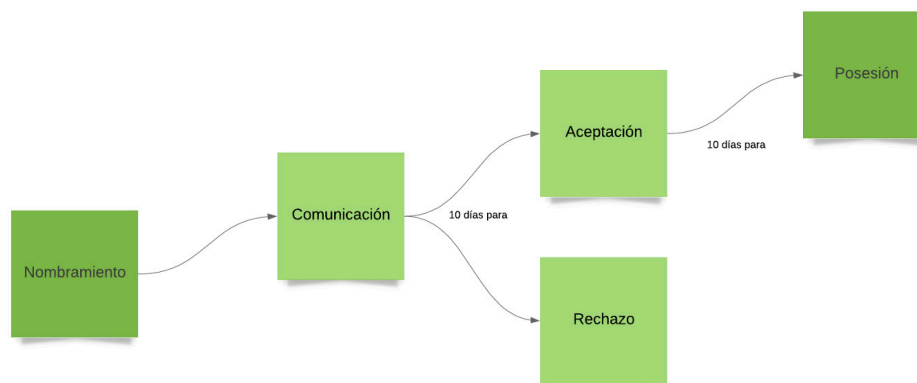 Nombramiento
Comunicación
10 días para
Aceptación
Rechazo
10 días para
Posesión